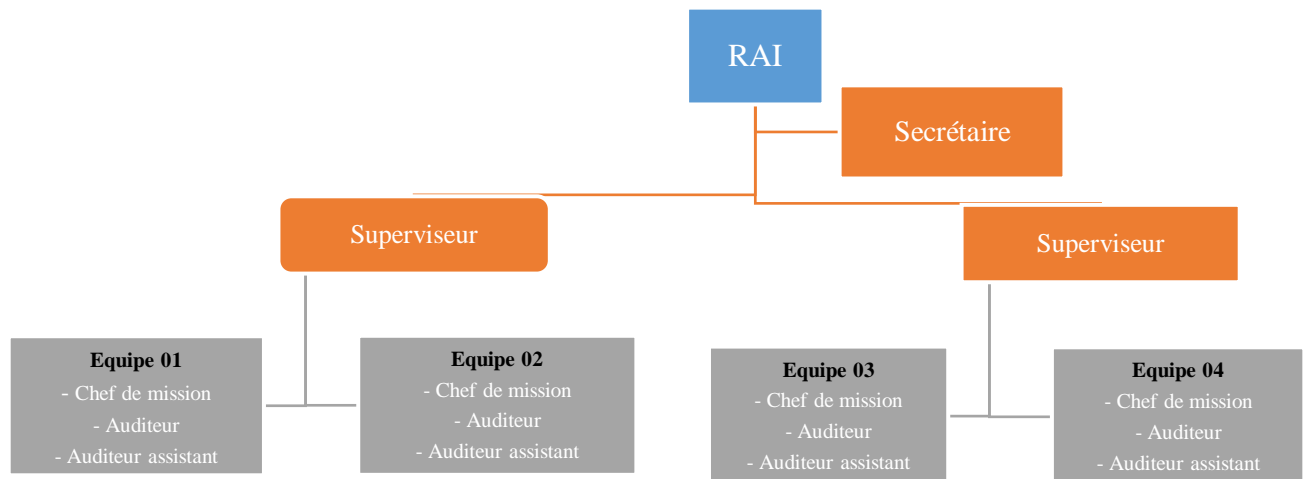 RAI
Secrétaire
Superviseur
Superviseur
Equipe 01
- Chef de mission
- Auditeur
- Auditeur assistant
Equipe 02
- Chef de mission
- Auditeur
- Auditeur assistant
Equipe 03
- Chef de mission
- Auditeur
- Auditeur assistant
Equipe 04
- Chef de mission
- Auditeur
- Auditeur assistant